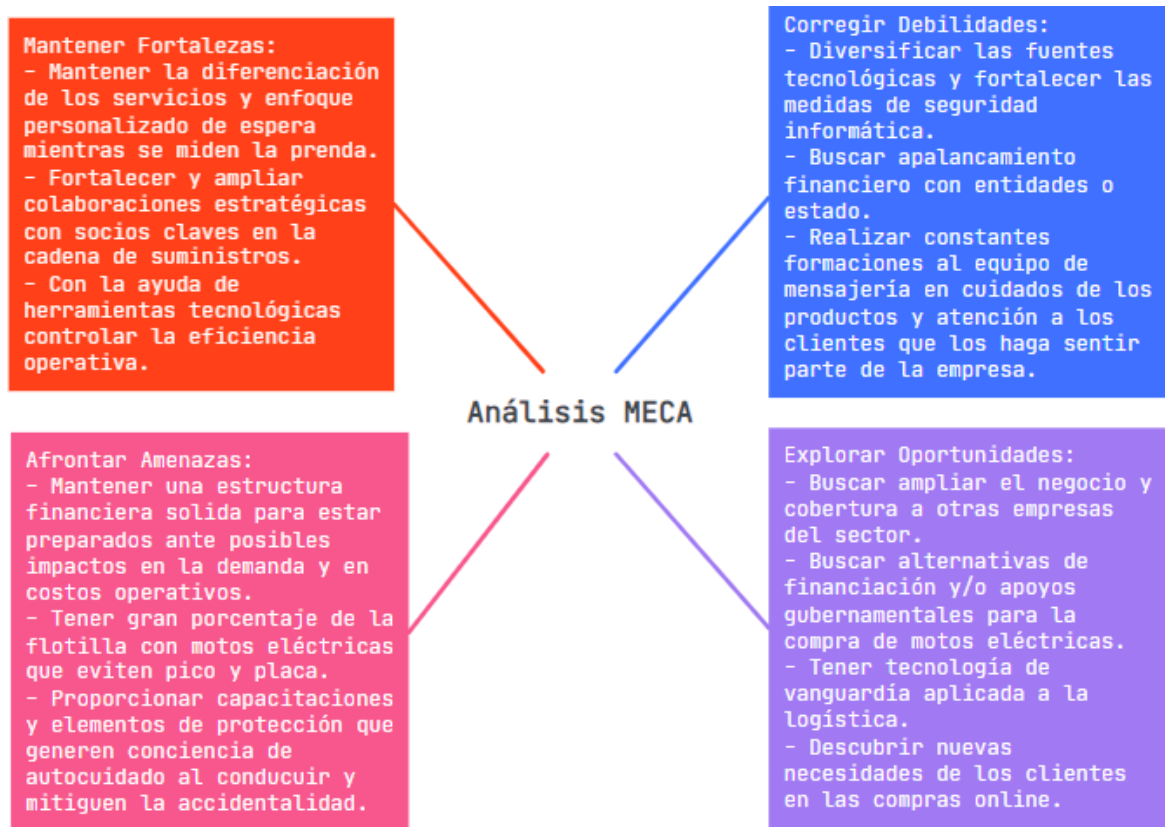 Mantener Fortalezas:
- Mantener la diferenciación
de los servicios y enfoque
personalizado de espera
mientras se miden la prenda.
- Fortalecer y ampliar
colaboraciones estratégicas
con socios claves en la
cadena de suministros.
- Con la ayuda de
herramientas tecnológicas
controlar la eficiencia
operativa.
Corregir Debilidades:
- Diversificar las fuentes
tecnológicas y fortalecer las
medidas de seguridad
informática.
- Buscar apalancamiento
financiero con entidades o
estado.
- Realizar constantes
formaciones al equipo de
mensajería en cuidados de los
productos y atención a los
clientes que los haga sentir
parte de la empresa.
Análisis MECA
Afrontar Amenazas:
- Mantener una estructura
financiera solida para estar
preparados ante posibles
impactos en la demanda y en
costos operativos.
- Tener gran porcentaje de la
flotilla con motos eléctricas
que eviten pico y placa.
- Proporcionar capacitaciones
y elementos de protección que
generen conciencia de
autocuidado al conducuir y
mitiguen la accidentalidad.
Explorar Oportunidades:
- Buscar ampliar el negocio y
cobertura a otras empresas
del sector.
- Buscar alternativas de
financiación y/o apoyos
gubernamentales para la
compra de motos eléctricas.
- Tener tecnología de
vanguardía aplicada a la
logística.
- Descubrir nuevas
necesidades de los clientes
en las compras online.